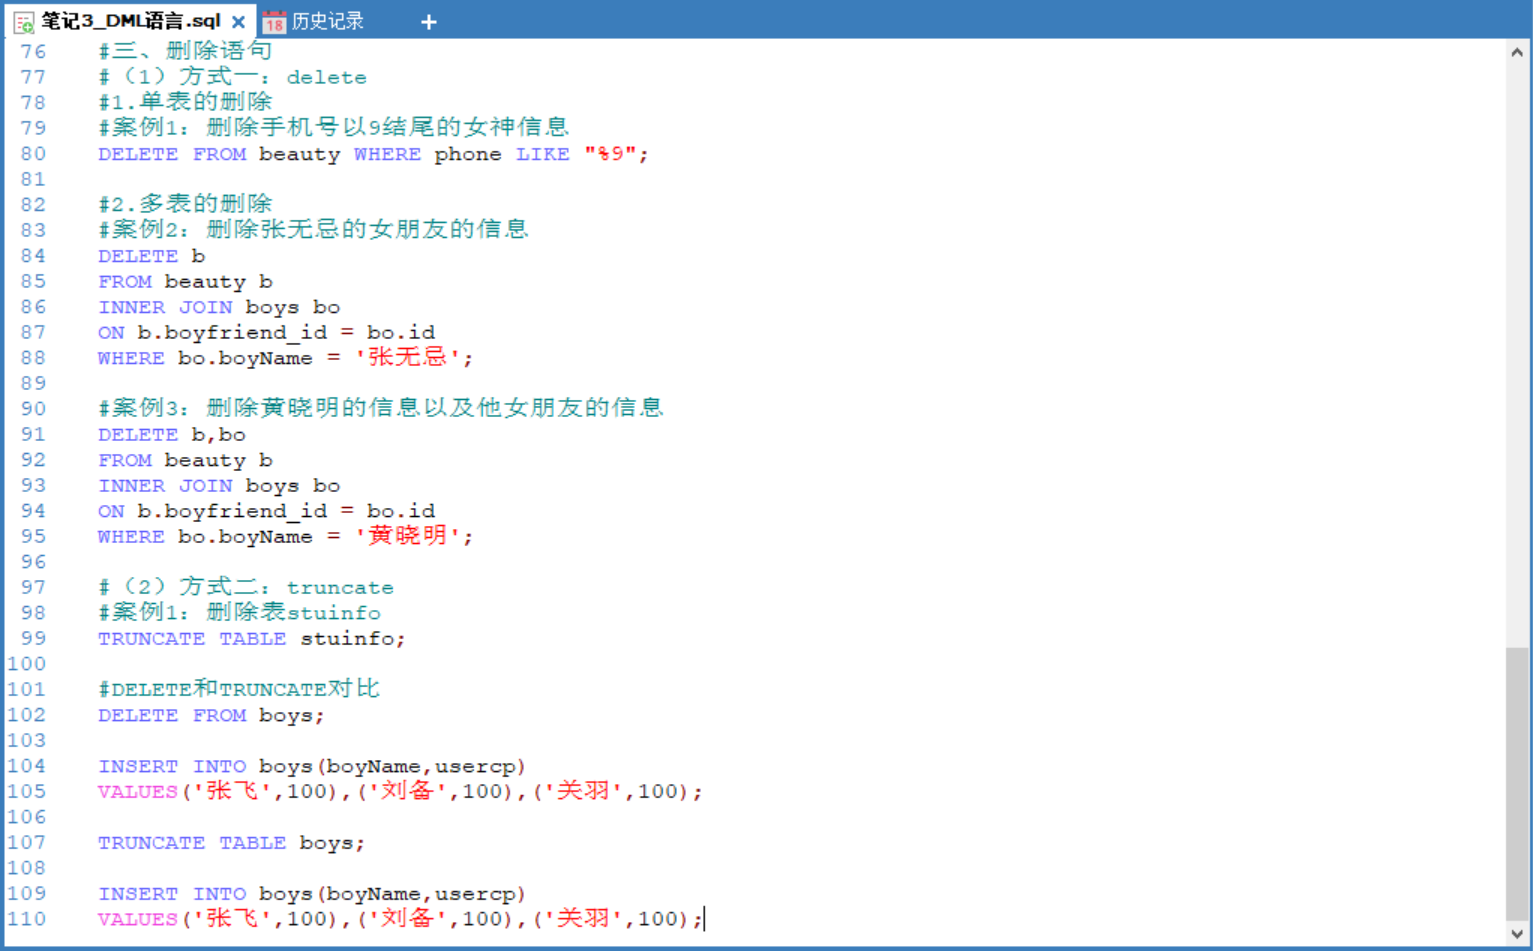 笔记3_DML语言.sql × 18 历史记录 +
76 #三、删除语句
77 #（1）方式一：delete
78 #1.单表的删除
79 #案例1：删除手机号以9结尾的女神信息
80 DELETE FROM beauty WHERE phone LIKE "%9";
81
82 #2.多表的删除
83 #案例2：删除张无忌的女朋友的信息
84 DELETE b
85 FROM beauty b
86 INNER JOIN boys bo
87 ON b.boyfriend_id = bo.id
88 WHERE bo.boyName = '张无忌';
89
90 #案例3：删除黄晓明的信息以及他女朋友的信息
91 DELETE b,bo
92 FROM beauty b
93 INNER JOIN boys bo
94 ON b.boyfriend_id = bo.id
95 WHERE bo.boyName = '黄晓明';
96
97 #（2）方式二：truncate
98 #案例1：删除表stuinfo
99 TRUNCATE TABLE stuinfo;
100
101 #DELETE和TRUNCATE对比
102 DELETE FROM boys;
103
104 INSERT INTO boys(boyName,usercp)
105 VALUES('张飞',100),('刘备',100),('关羽',100);
106
107 TRUNCATE TABLE boys;
108
109 INSERT INTO boys(boyName,usercp)
110 VALUES('张飞',100),('刘备',100),('关羽',100);